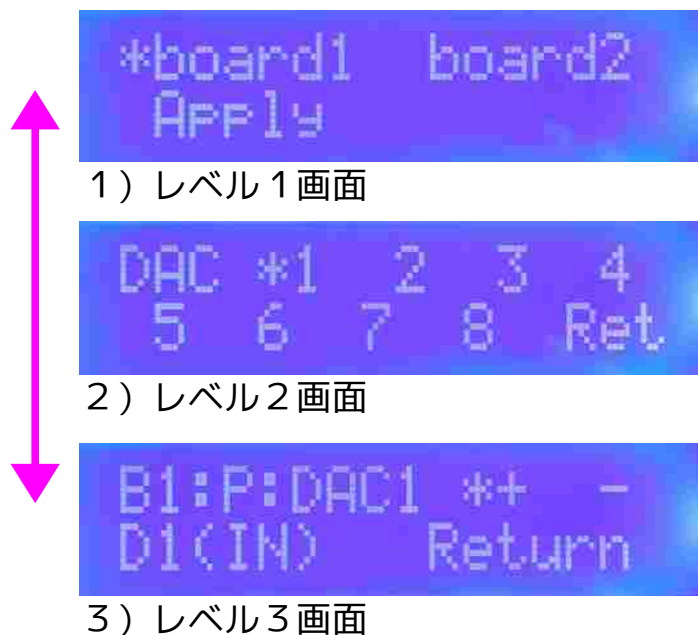 *board1 board2
Apply
1）レベル1画面
DAC *1 2 3 4
5 6 7 8 Ret
2）レベル2画面
B1:P:DAC1 *+ -
D1(IN) Return
3）レベル3画面